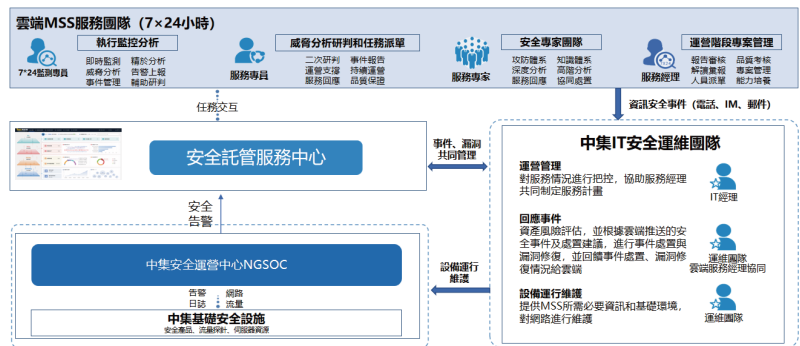 雲端MSS服務團隊（7×24小時）
7*24監測專員
執行監控分析
即時監測 精於分析
威脅分析 告警上報
事件管理 輔助研判
服務專員
威脅分析研判和任務派單
二次研判 事件報告
運營支撐 持續運營
服務回應 品質保證
服務專家
安全專家團隊
攻防體系 知識體系
深度分析 高階分析
服務回應 協同處置
服務經理
運營階段專案管理
報告審核 品質考核
解讀彙報 專案管理
人員派單 能力培養
任務交互
資訊安全事件（電話、IM、郵件）
安全託管服務中心
事件、漏洞
共同管理
安全
告警
中集安全運營中心NGSOC
告警 網路
日誌 流量
中集基礎安全設施
安全產品、流量探針、伺服器資源
設備運行
維護
中集IT安全運維團隊
運營管理
對服務情況進行把控，協助服務經理
共同制定服務計畫
IT經理
回應事件
資產風險評估，並根據雲端推送的安
全事件及處置建議，進行事件處置與
漏洞修復，並回饋事件處置、漏洞修
復情況給雲端
運維團隊
雲端服務經理協同
設備運行維護
提供MSS所需必要資訊和基礎環境，
對網路進行維護
運維團隊